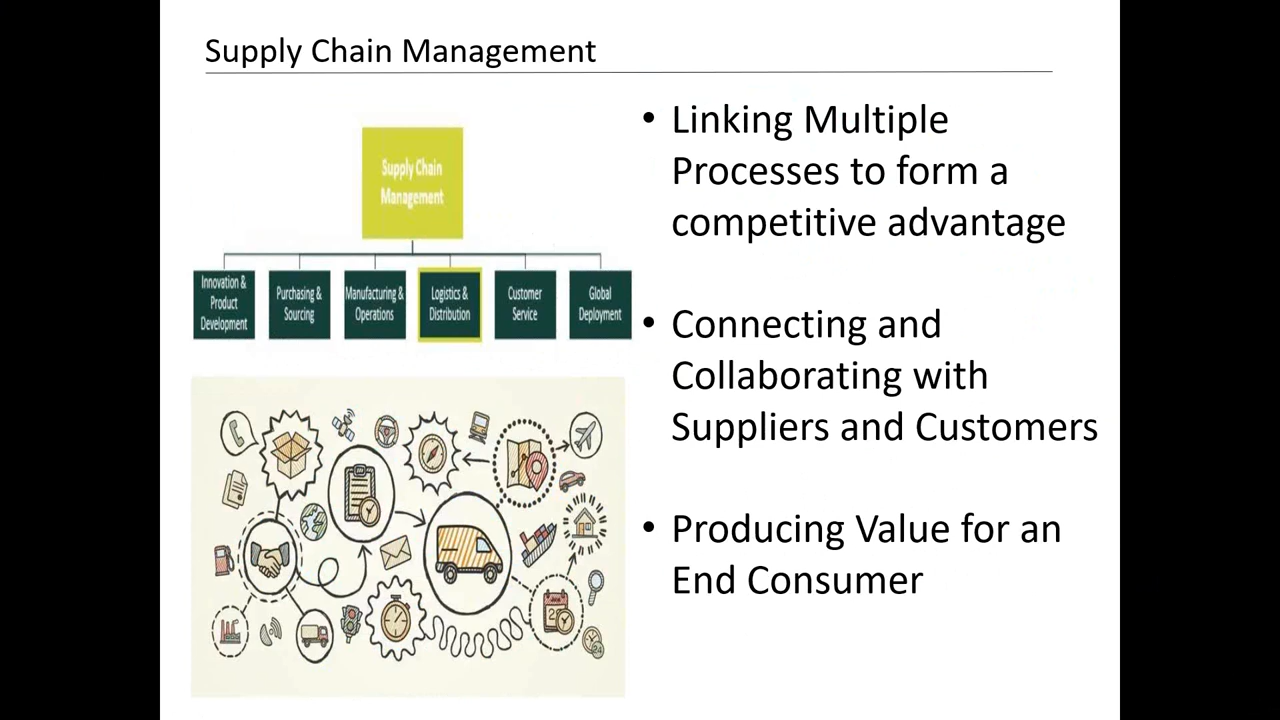 Supply Chain Management
Supply Chain
Management
Innovation &
Product
Development
Purchasing &
Sourcing
Manufacturing &
Operations
Logistics &
Distribution
Customer
Service
Global
Deployment
• Linking Multiple
Processes to form a
competitive advantage
• Connecting and
Collaborating with
Suppliers and Customers
• Producing Value for an
End Consumer